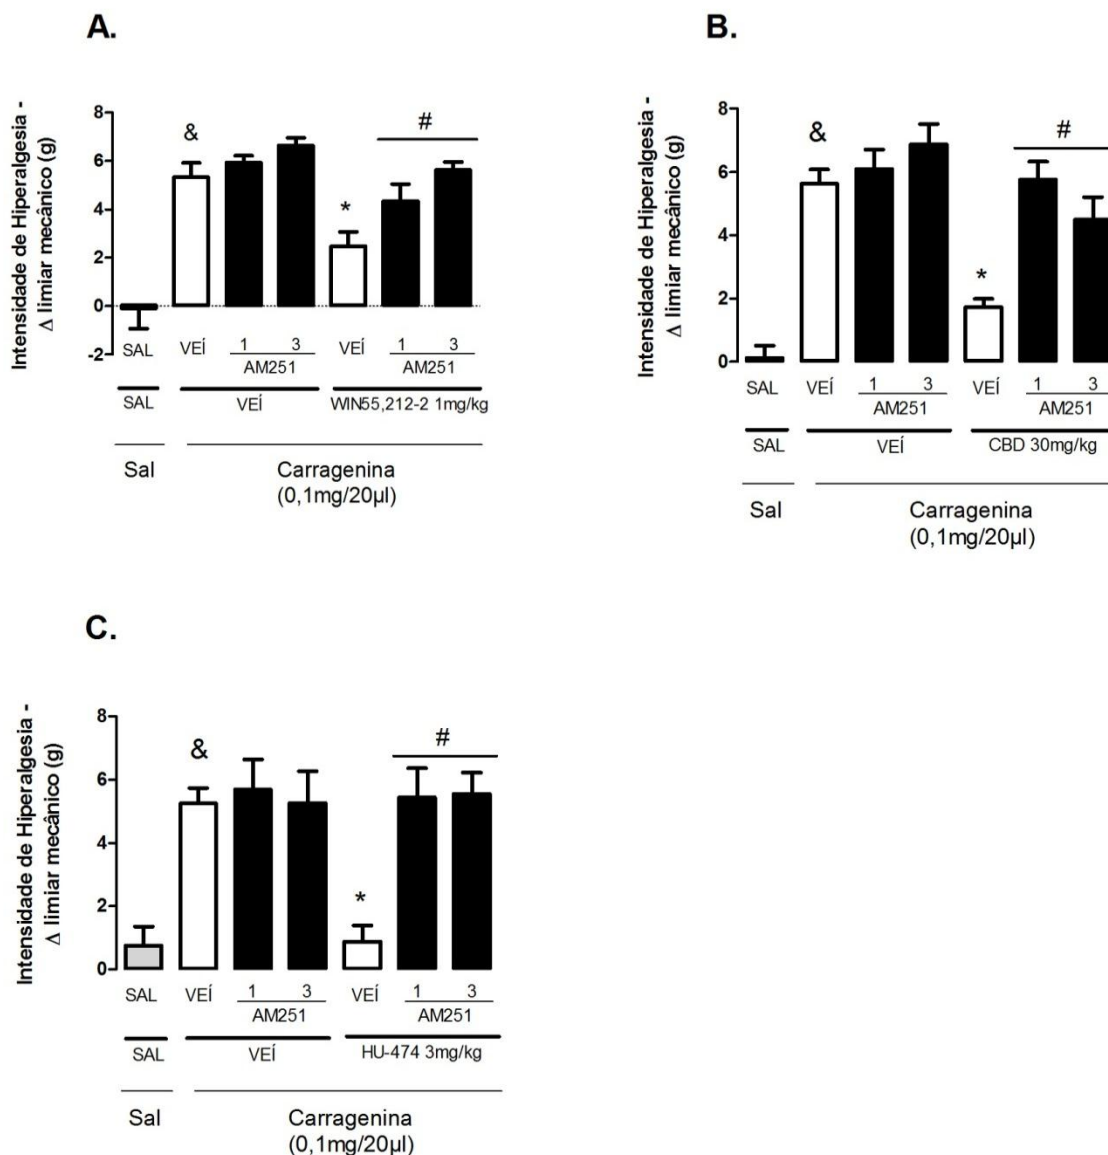 A.
Intensidade de Hiperalgesia -
Δ limiar mecânico (g)
8
6
4
2
0
-2
&
*
#
SAL
VEÍ
1
3
VEÍ
1
3
AM251
AM251
SAL
VEÍ
WIN55,212-2 1mg/kg
Sal
Carragenina
(0,1mg/20µl)
B.
Intensidade de Hiperalgesia -
Δ limiar mecânico (g)
8
6
4
2
0
&
*
#
SAL
VEÍ
1
3
VEÍ
1
3
AM251
AM251
SAL
VEÍ
CBD 30mg/kg
Sal
Carragenina
(0,1mg/20µl)
C.
Intensidade de Hiperalgesia -
Δ limiar mecânico (g)
8
6
4
2
0
&
*
#
SAL
VEÍ
1
3
VEÍ
1
3
AM251
AM251
SAL
VEÍ
HU-474 3mg/kg
Sal
Carragenina
(0,1mg/20µl)